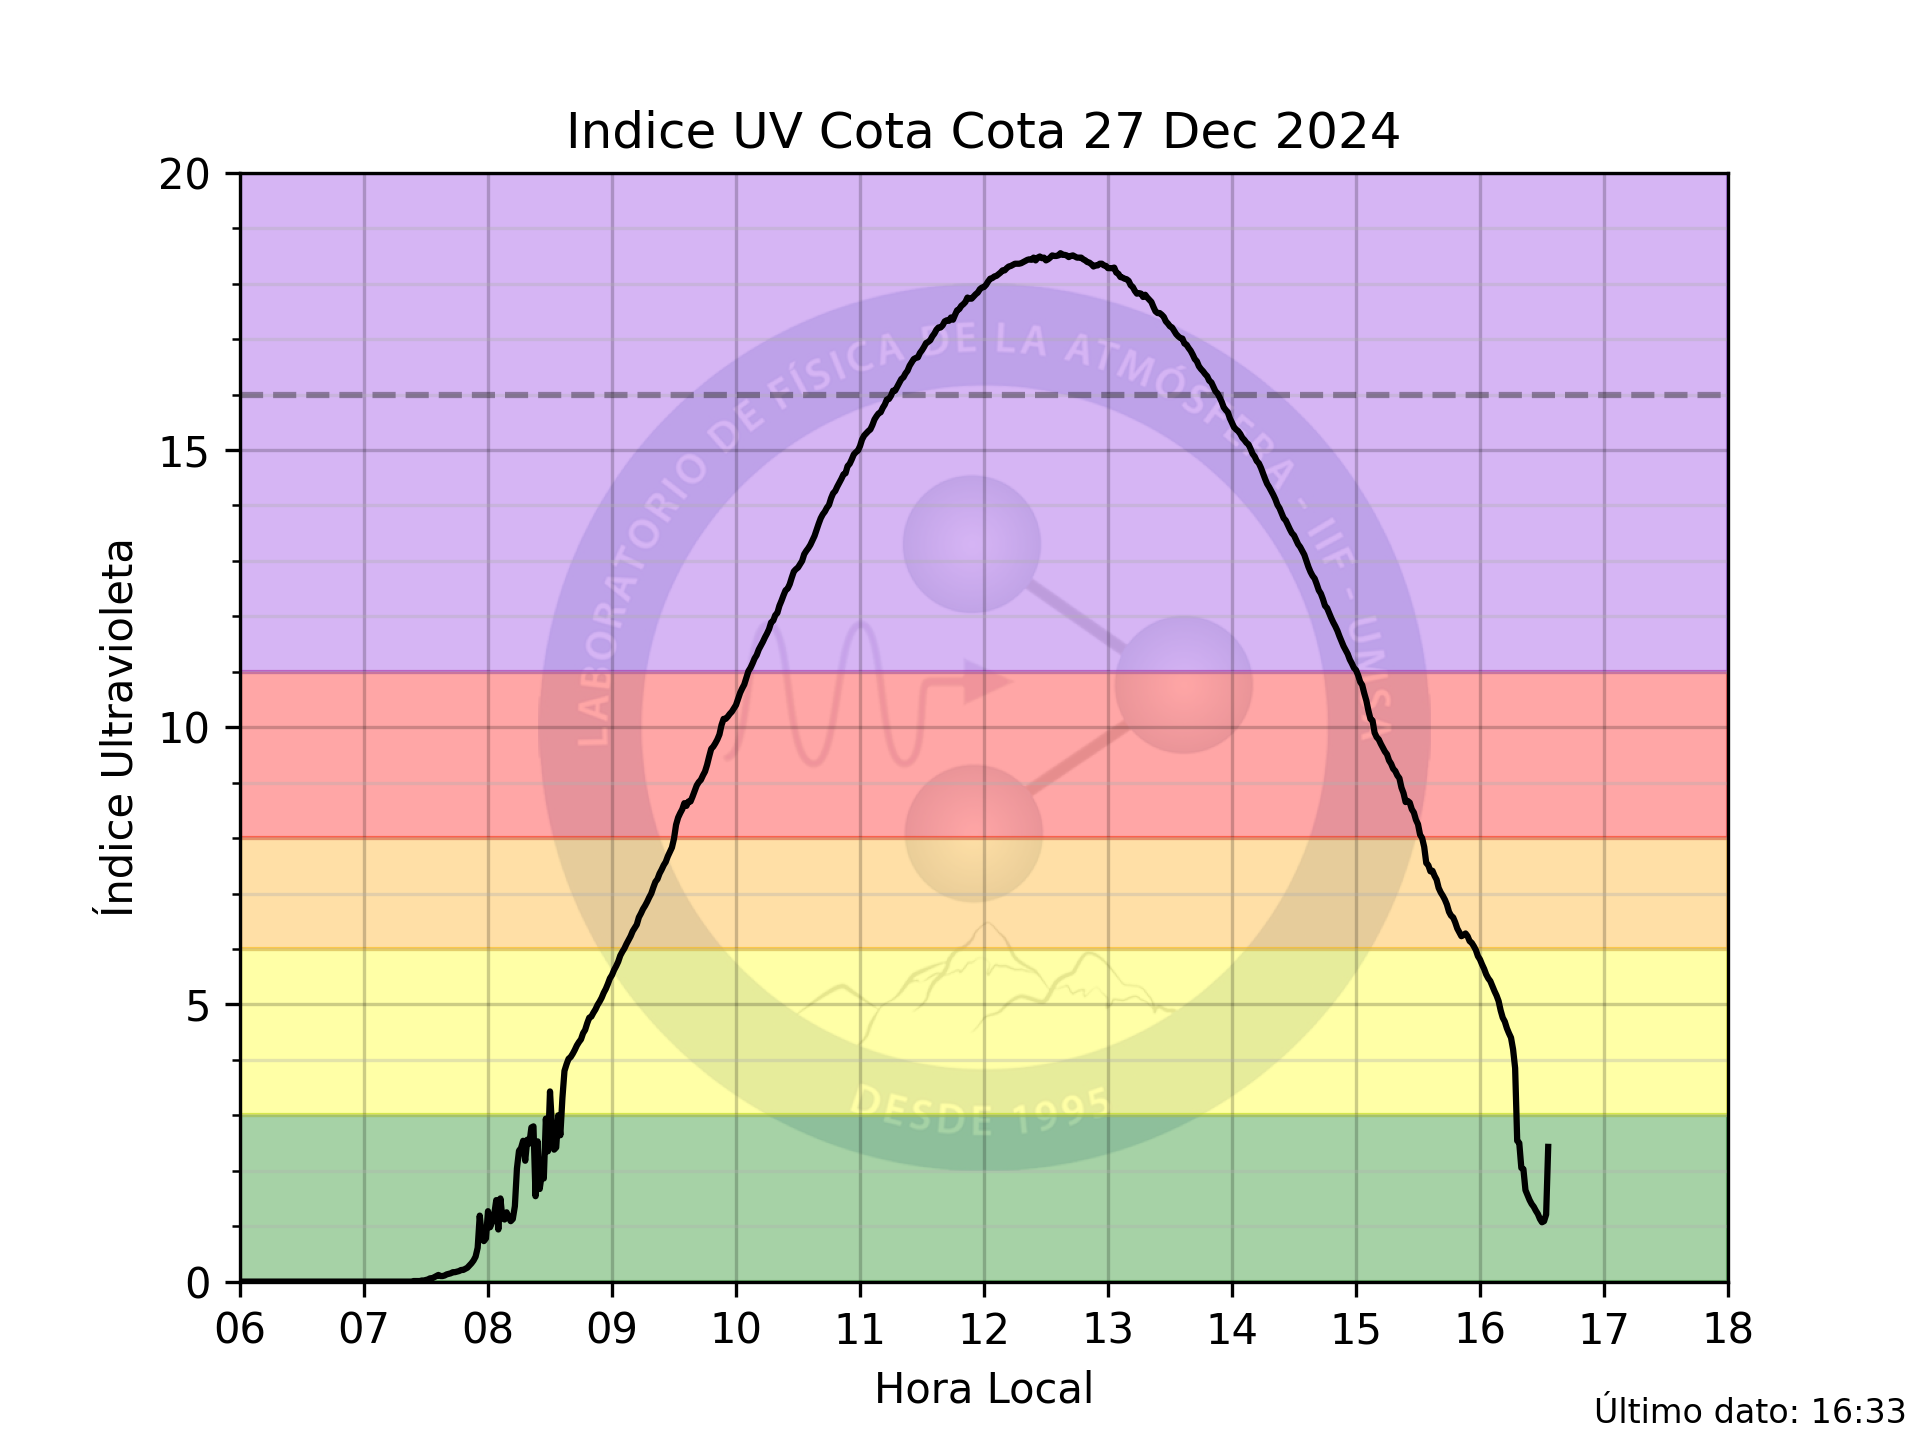 Indice UV Cota Cota 27 Dec 2024
20
15
10
5
0
Índice Ultravioleta
LABORATORIO DE FÍSICA DE LA ATMÓSFERA - IIF - UMSA
DESDE 1995
06 07 08 09 10 11 12 13 14 15 16 17 18
Hora Local
Último dato: 16:33